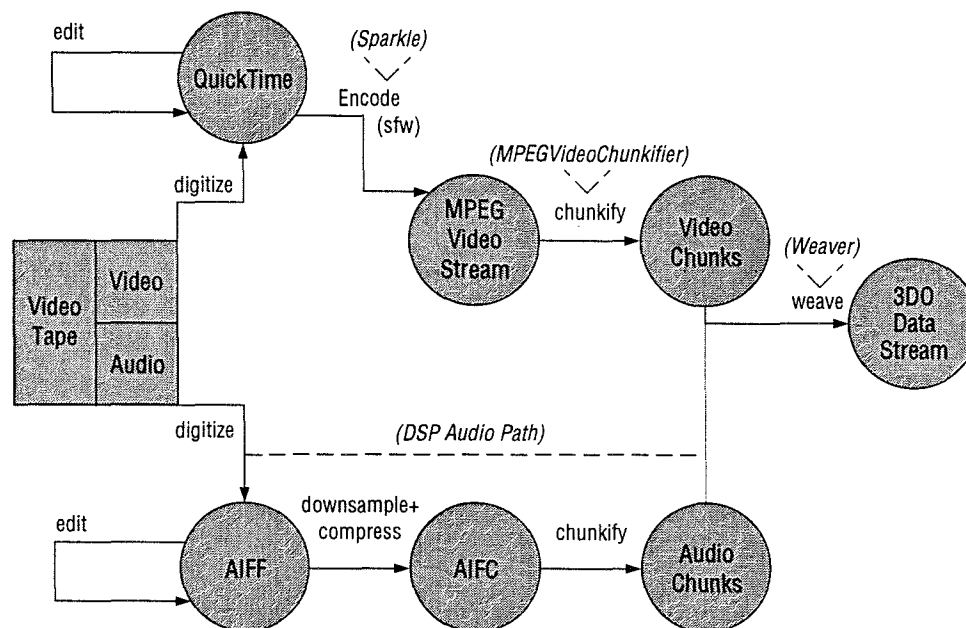 edit
QuickTime
(Sparkle)
Encode
(sfw)
digitize
(MPEGVideoChunkifier)
MPEG
Video
Stream
chunkify
Video
Chunks
(Weaver)
weave
3DO
Data
Stream
Video
Tape
Video
Audio
digitize
(DSP Audio Path)
edit
AIFF
downsample+
compress
AIFC
chunkify
Audio
Chunks